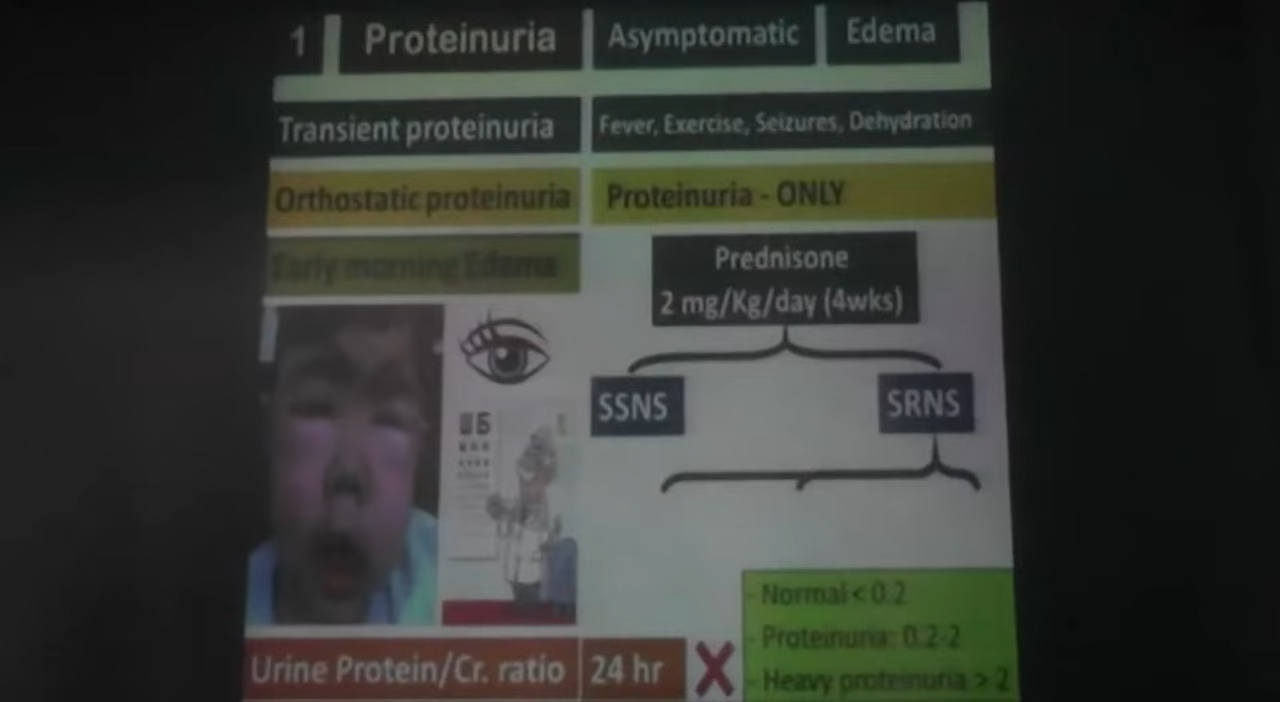 1 Proteinuria Asymptomatic Edema
Transient proteinuria Fever, Exercise, Seizures, Dehydration
Orthostatic proteinuria Proteinuria - ONLY
Early morning Edema
Prednisone
2 mg/Kg/day (4wks)
SSNS SRNS
- Normal < 0.2
- Proteinuria: 0.2-2
- Heavy proteinuria > 2
Urine Protein/Cr. ratio 24 hr X